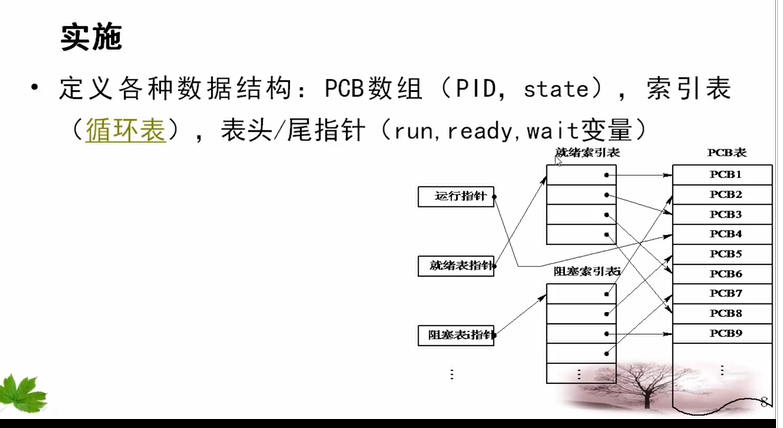 实施
• 定义各种数据结构：PCB数组（PID，state），索引表
（循环表），表头/尾指针（run,ready,wait变量）
就绪索引表
PCB表
运行指针
就绪表指针
阻塞表i指针
⋮
阻塞索引表i
⋮
PCB1
PCB2
PCB3
PCB4
PCB5
PCB6
PCB7
PCB8
PCB9
⋮
8